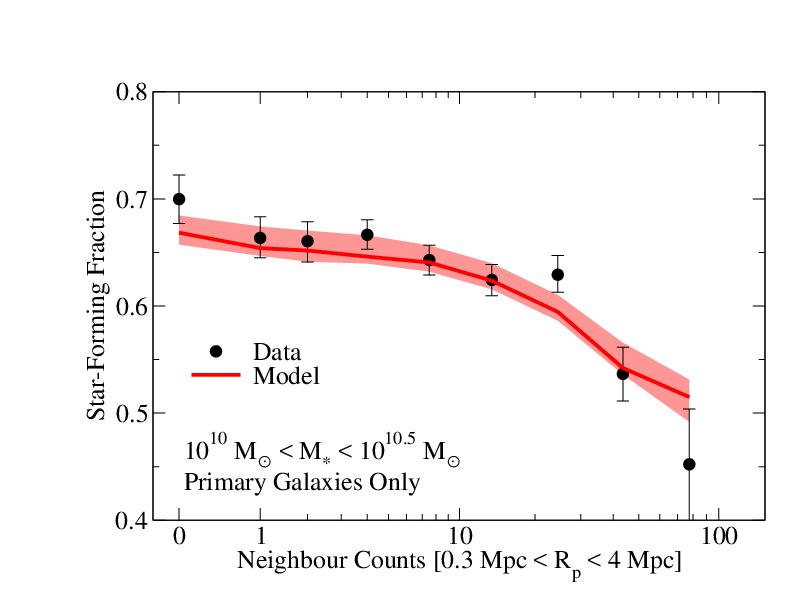 0.8
0.7
0.6
0.5
0.4
Star-Forming Fraction
Data
Model
10^10 M_⊙ < M_* < 10^10.5 M_⊙
Primary Galaxies Only
0 1 10 100
Neighbour Counts [0.3 Mpc < R_p < 4 Mpc]